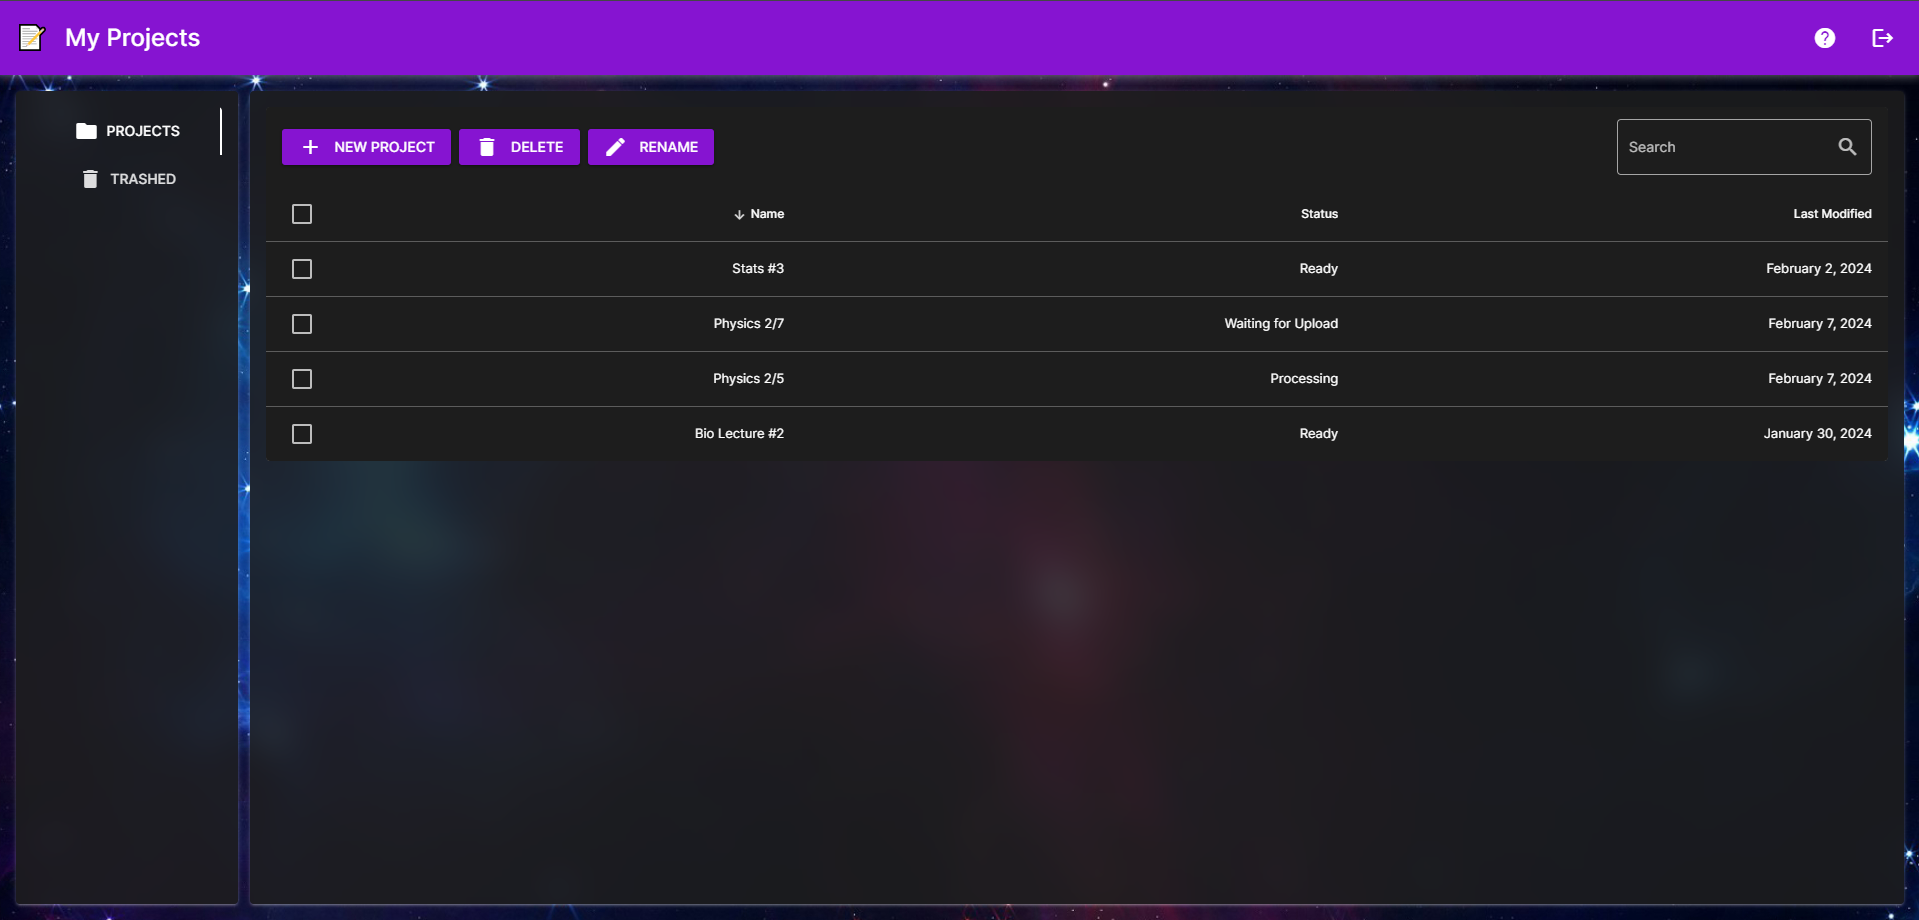 My Projects
PROJECTS
TRASHED
NEW PROJECT DELETE RENAME Search
Name Status Last Modified
Stats #3 Ready February 2, 2024
Physics 2/7 Waiting for Upload February 7, 2024
Physics 2/5 Processing February 7, 2024
Bio Lecture #2 Ready January 30, 2024